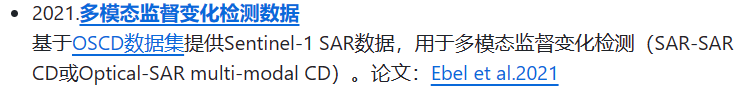 • 2021.多模态监督变化检测数据
基于OSCD数据集提供Sentinel-1 SAR数据，用于多模态监督变化检测（SAR-SAR
CD或Optical-SAR multi-modal CD）。论文：Ebel et al.2021